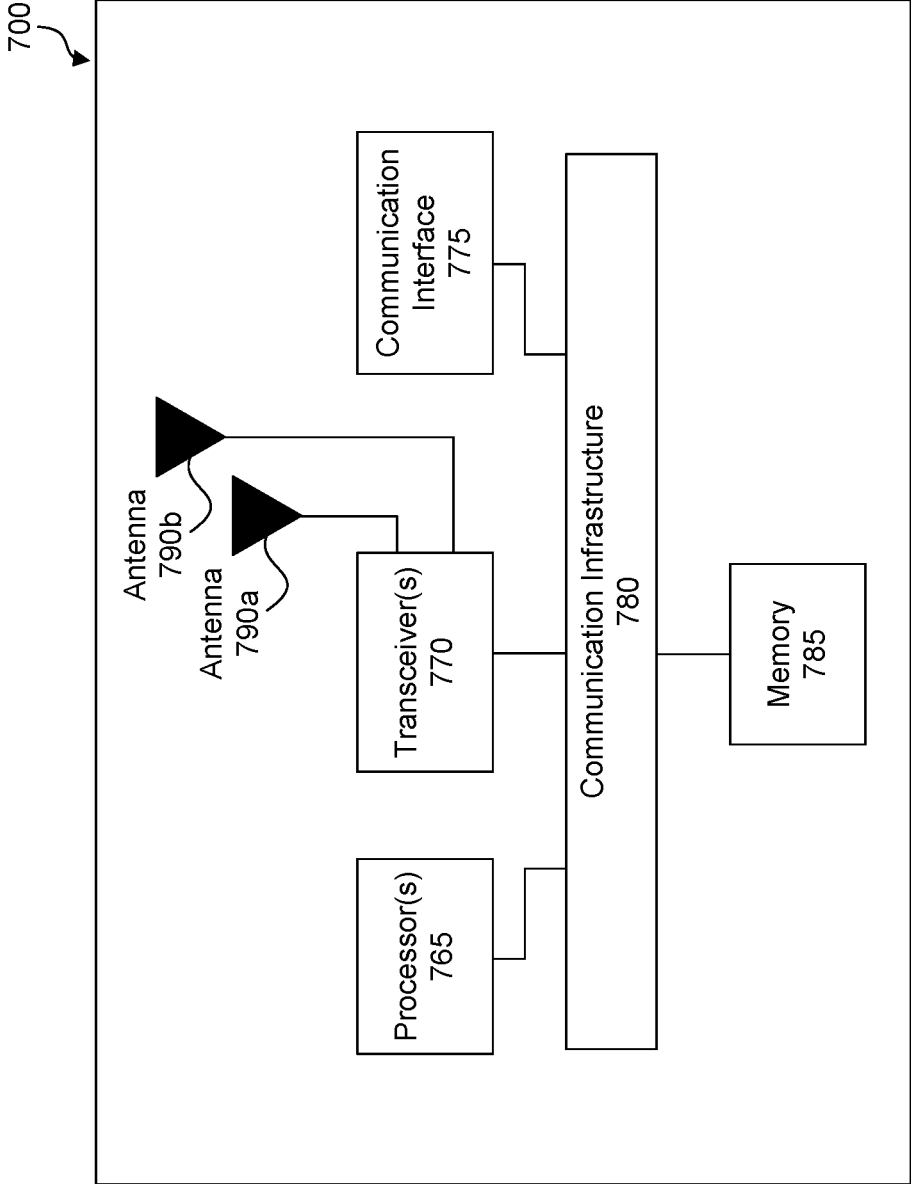 700
Antenna
790b
Antenna
790a
Processor(s)
765
Transceiver(s)
770
Communication
Interface
775
Communication Infrastructure
780
Memory
785